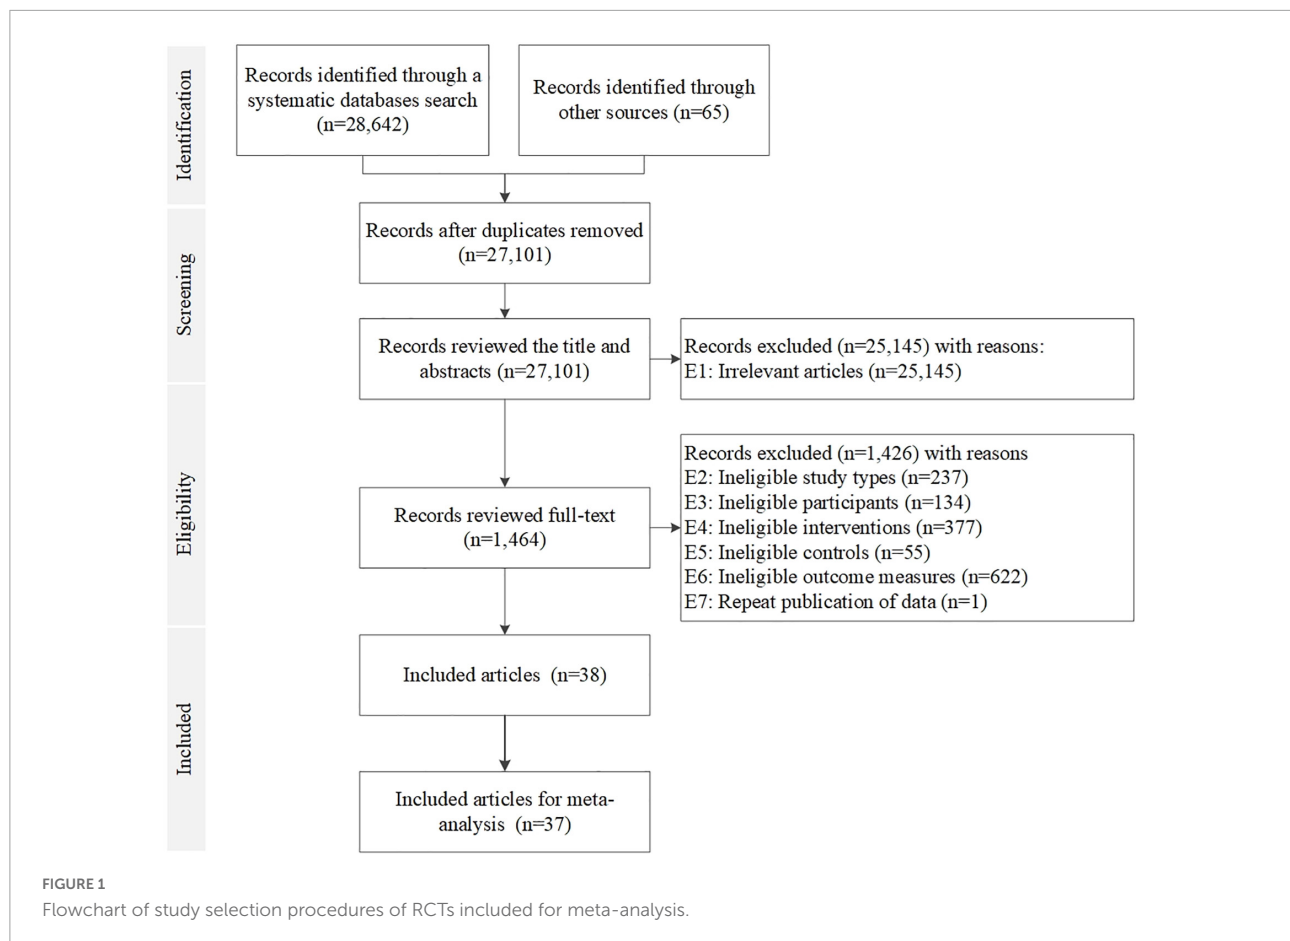 Identification
Records identified through a
systematic databases search
(n=28,642)
Records identified through
other sources (n=65)
Screening
Records after duplicates removed
(n=27,101)
Records reviewed the title and
abstracts (n=27,101)
Records excluded (n=25,145) with reasons:
E1: Irrelevant articles (n=25,145)
Eligibility
Records reviewed full-text
(n=1,464)
Records excluded (n=1,426) with reasons
E2: Ineligible study types (n=237)
E3: Ineligible participants (n=134)
E4: Ineligible interventions (n=377)
E5: Ineligible controls (n=55)
E6: Ineligible outcome measures (n=622)
E7: Repeat publication of data (n=1)
Included
Included articles (n=38)
Included articles for meta-
analysis (n=37)
FIGURE 1
Flowchart of study selection procedures of RCTs included for meta-analysis.